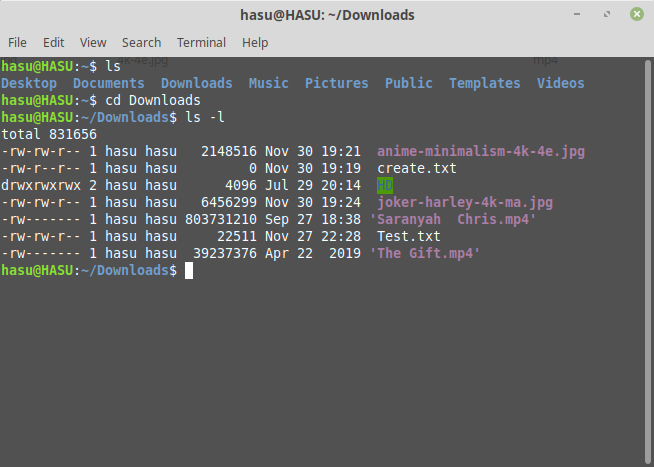 hasu@HASU: ~/Downloads
File Edit View Search Terminal Help
4k-4e.jpg mp4
hasu@HASU:~$ ls
Desktop  Documents  Downloads  Music  Pictures  Public  Templates  Videos
hasu@HASU:~$ cd Downloads
hasu@HASU:~/Downloads$ ls -l
total 831656
-rw-rw-r-- 1 hasu hasu   2148516 Nov 30 19:21  anime-minimalism-4k-4e.jpg
-rw-rw-r-- 1 hasu hasu         0 Nov 30 19:19  create.txt
drwxrwxrwx 2 hasu hasu      4096 Jul 29 20:14  HD
-rw-rw-r-- 1 hasu hasu   6456299 Nov 30 19:24  joker-harley-4k-ma.jpg
-rw------- 1 hasu hasu 803731210 Sep 27 18:38 'Saranyah  Chris.mp4'
-rw-rw-r-- 1 hasu hasu     22511 Nov 27 22:28  Test.txt
-rw------- 1 hasu hasu  39237376 Apr 22  2019 'The Gift.mp4'
hasu@HASU:~/Downloads$